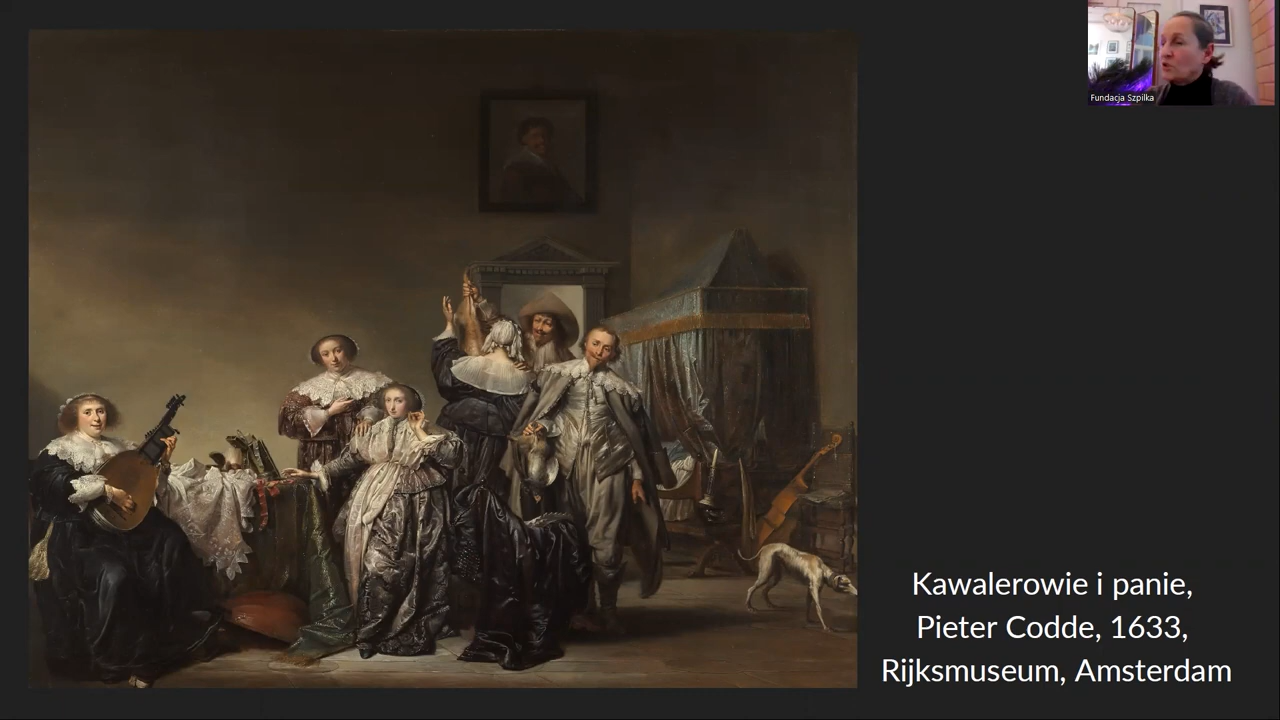 Fundacja Szpilka
Kawalerowie i panie,
Pieter Codde, 1633,
Rijksmuseum, Amsterdam